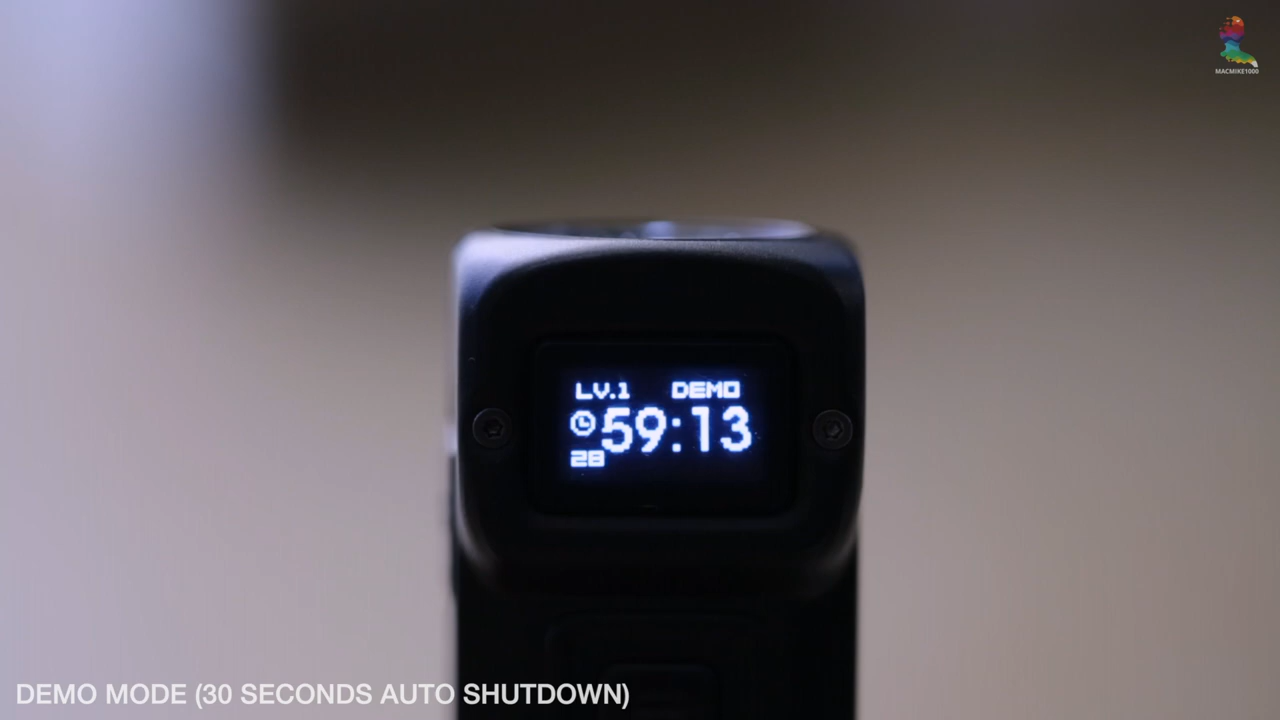 MACMIKE1000
LV.1 DEMO
59:13
28
DEMO MODE (30 SECONDS AUTO SHUTDOWN)